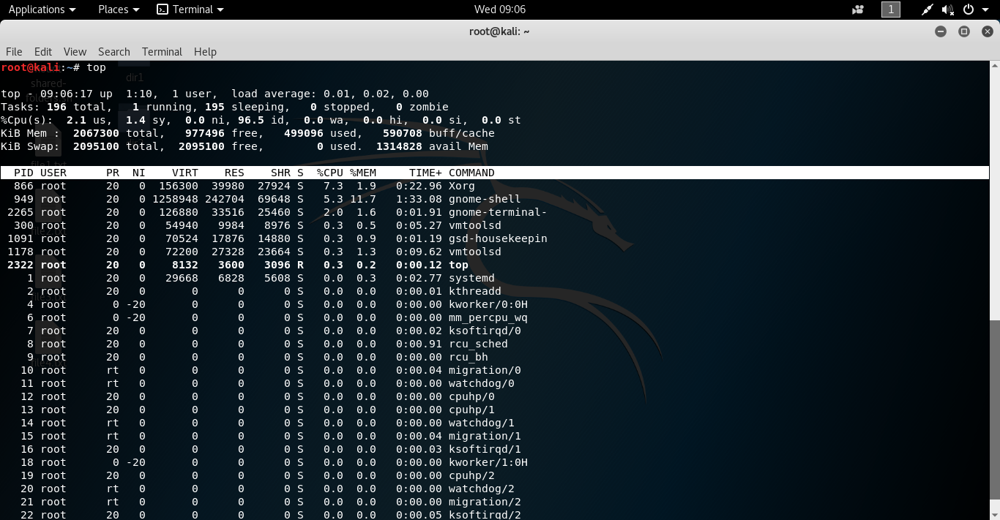 Applications Places Terminal Wed 09:06 1
root@kali: ~
File Edit View Search Terminal Help
root@kali:~# top
dir1
shared-
top - 09:06:17 up  1:10,  1 user,  load average: 0.01, 0.02, 0.00
Tasks: 196 total,   1 running, 195 sleeping,   0 stopped,   0 zombie
%Cpu(s):  2.1 us,  1.4 sy,  0.0 ni, 96.5 id,  0.0 wa,  0.0 hi,  0.0 si,  0.0 st
KiB Mem :  2067300 total,   977496 free,   499096 used,   590708 buff/cache
KiB Swap:  2095100 total,  2095100 free,        0 used.  1314828 avail Mem
PID USER      PR  NI    VIRT    RES    SHR S  %CPU %MEM     TIME+ COMMAND
866 root      20   0  156300  39980  27924 S   7.3  1.9   0:22.96 Xorg
949 root      20   0 1258948 242704  69648 S   5.3 11.7   1:33.08 gnome-shell
2265 root      20   0  126880  33516  25460 S   2.0  1.6   0:01.91 gnome-terminal-
300 root      20   0   54940   9984   8976 S   0.3  0.5   0:05.27 vmtoolsd
1091 root      20   0   70524  17876  14880 S   0.3  0.9   0:01.19 gsd-housekeepin
1178 root      20   0   72200  27328  23664 S   0.3  1.3   0:09.62 vmtoolsd
2322 root      20   0    8132   3600   3096 R   0.3  0.2   0:00.12 top
1 root      20   0   29668   6828   5608 S   0.0  0.3   0:02.77 systemd
2 root      20   0       0      0      0 S   0.0  0.0   0:00.01 kthreadd
4 root       0 -20       0      0      0 S   0.0  0.0   0:00.00 kworker/0:0H
6 root       0 -20       0      0      0 S   0.0  0.0   0:00.00 mm_percpu_wq
7 root      20   0       0      0      0 S   0.0  0.0   0:00.02 ksoftirqd/0
8 root      20   0       0      0      0 S   0.0  0.0   0:00.91 rcu_sched
9 root      20   0       0      0      0 S   0.0  0.0   0:00.00 rcu_bh
10 root      rt   0       0      0      0 S   0.0  0.0   0:00.04 migration/0
11 root      rt   0       0      0      0 S   0.0  0.0   0:00.00 watchdog/0
12 root      20   0       0      0      0 S   0.0  0.0   0:00.00 cpuhp/0
13 root      20   0       0      0      0 S   0.0  0.0   0:00.00 cpuhp/1
14 root      rt   0       0      0      0 S   0.0  0.0   0:00.00 watchdog/1
15 root      rt   0       0      0      0 S   0.0  0.0   0:00.04 migration/1
16 root      20   0       0      0      0 S   0.0  0.0   0:00.03 ksoftirqd/1
18 root       0 -20       0      0      0 S   0.0  0.0   0:00.00 kworker/1:0H
19 root      20   0       0      0      0 S   0.0  0.0   0:00.00 cpuhp/2
20 root      rt   0       0      0      0 S   0.0  0.0   0:00.00 watchdog/2
21 root      rt   0       0      0      0 S   0.0  0.0   0:00.00 migration/2
22 root      20   0       0      0      0 S   0.0  0.0   0:00.05 ksoftirqd/2